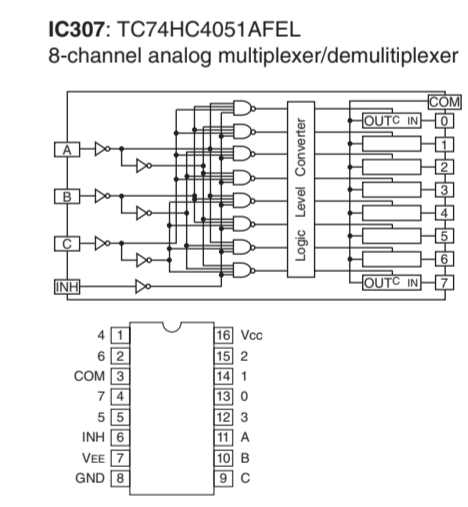 IC307: TC74HC4051AFEL
8-channel analog multiplexer/demulitiplexer
COM
A
B
C
INH
Logic Level Converter
OUT C IN
0
1
2
3
4
5
6
OUT C IN
7
4 1
6 2
COM 3
7 4
5 5
INH 6
VEE 7
GND 8
16 Vcc
15 2
14 1
13 0
12 3
11 A
10 B
9 C